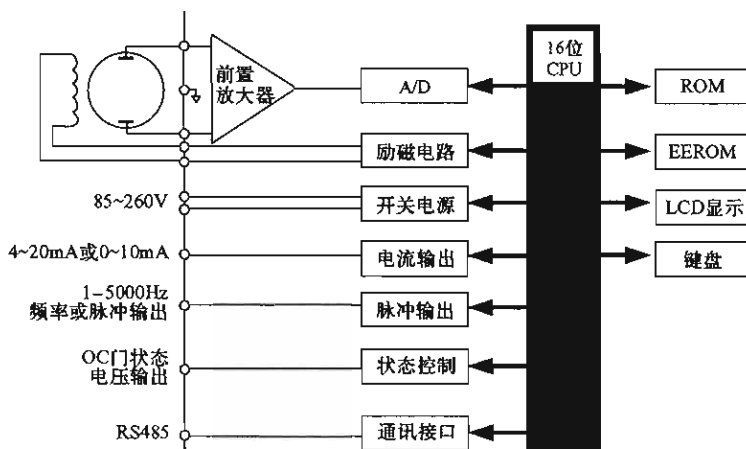 16位
CPU
前置
放大器
A/D
ROM
励磁电路
EEROM
85~260V
开关电源
LCD显示
4~20mA或0~10mA
电流输出
键盘
1-5000Hz
频率或脉冲输出
脉冲输出
OC门状态
电压输出
状态控制
RS485
通讯接口